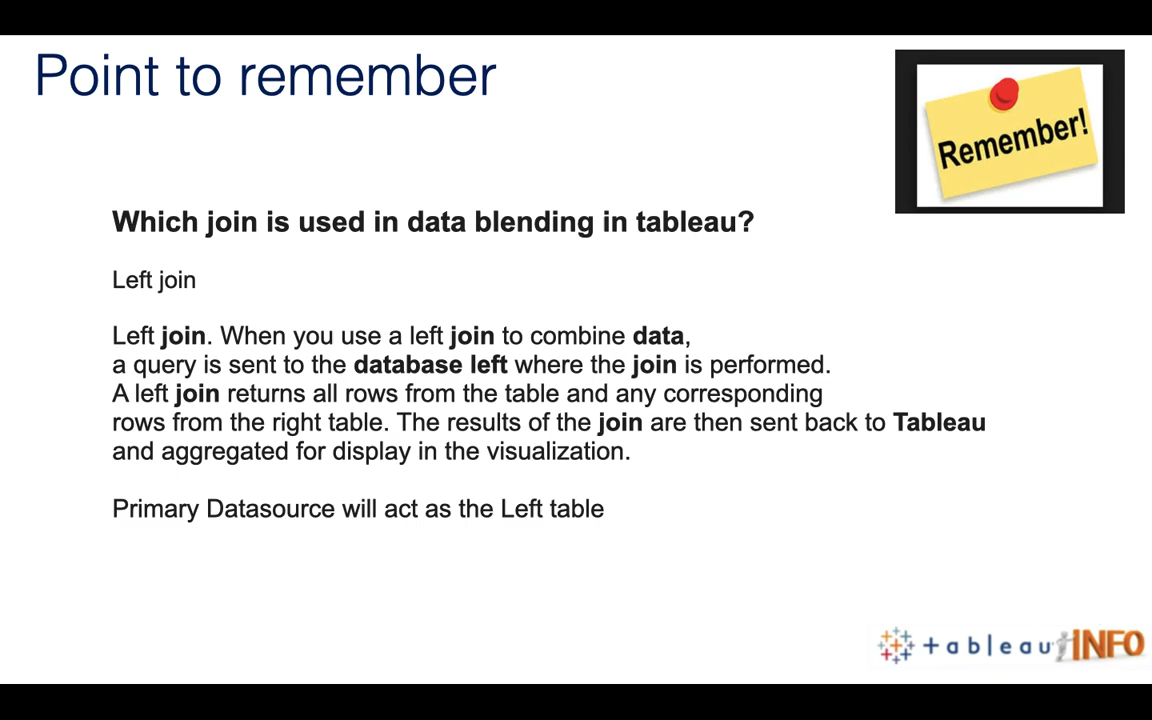 Point to remember
Remember!
Which join is used in data blending in tableau?
Left join
Left join. When you use a left join to combine data,
a query is sent to the database left where the join is performed.
A left join returns all rows from the table and any corresponding
rows from the right table. The results of the join are then sent back to Tableau
and aggregated for display in the visualization.
Primary Datasource will act as the Left table
+ableau INFO